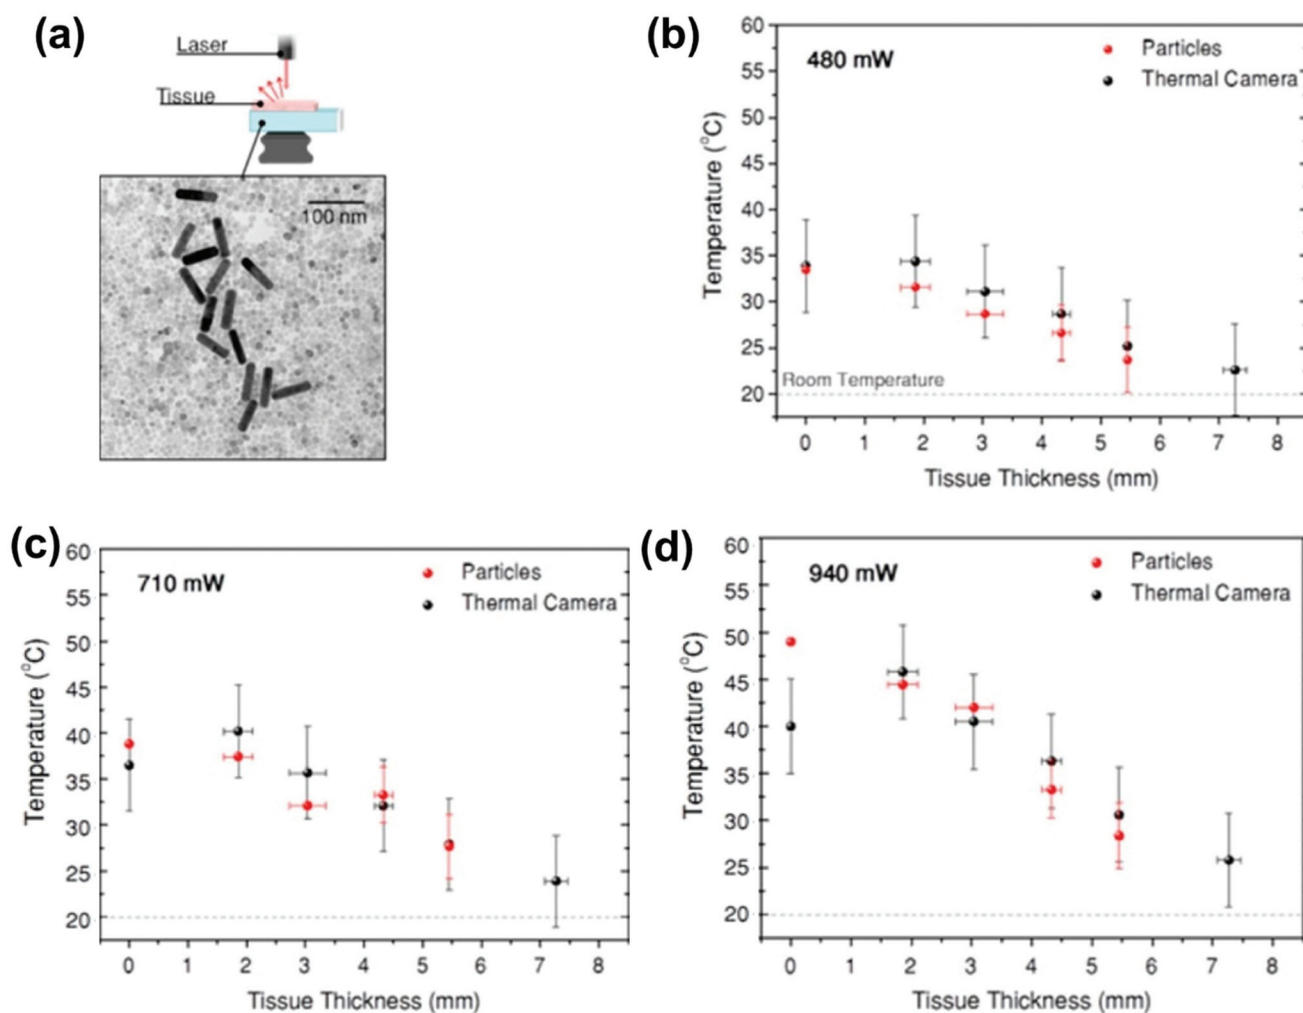 (a)
Laser
Tissue
100 nm
(b)
480 mW
Particles
Thermal Camera
Temperature (°C)
60
55
50
45
40
35
30
25
20
Room Temperature
0 1 2 3 4 5 6 7 8
Tissue Thickness (mm)
(c)
710 mW
Particles
Thermal Camera
Temperature (°C)
60
55
50
45
40
35
30
25
20
0 1 2 3 4 5 6 7 8
Tissue Thickness (mm)
(d)
940 mW
Particles
Thermal Camera
Temperature (°C)
60
55
50
45
40
35
30
25
20
0 1 2 3 4 5 6 7 8
Tissue Thickness (mm)